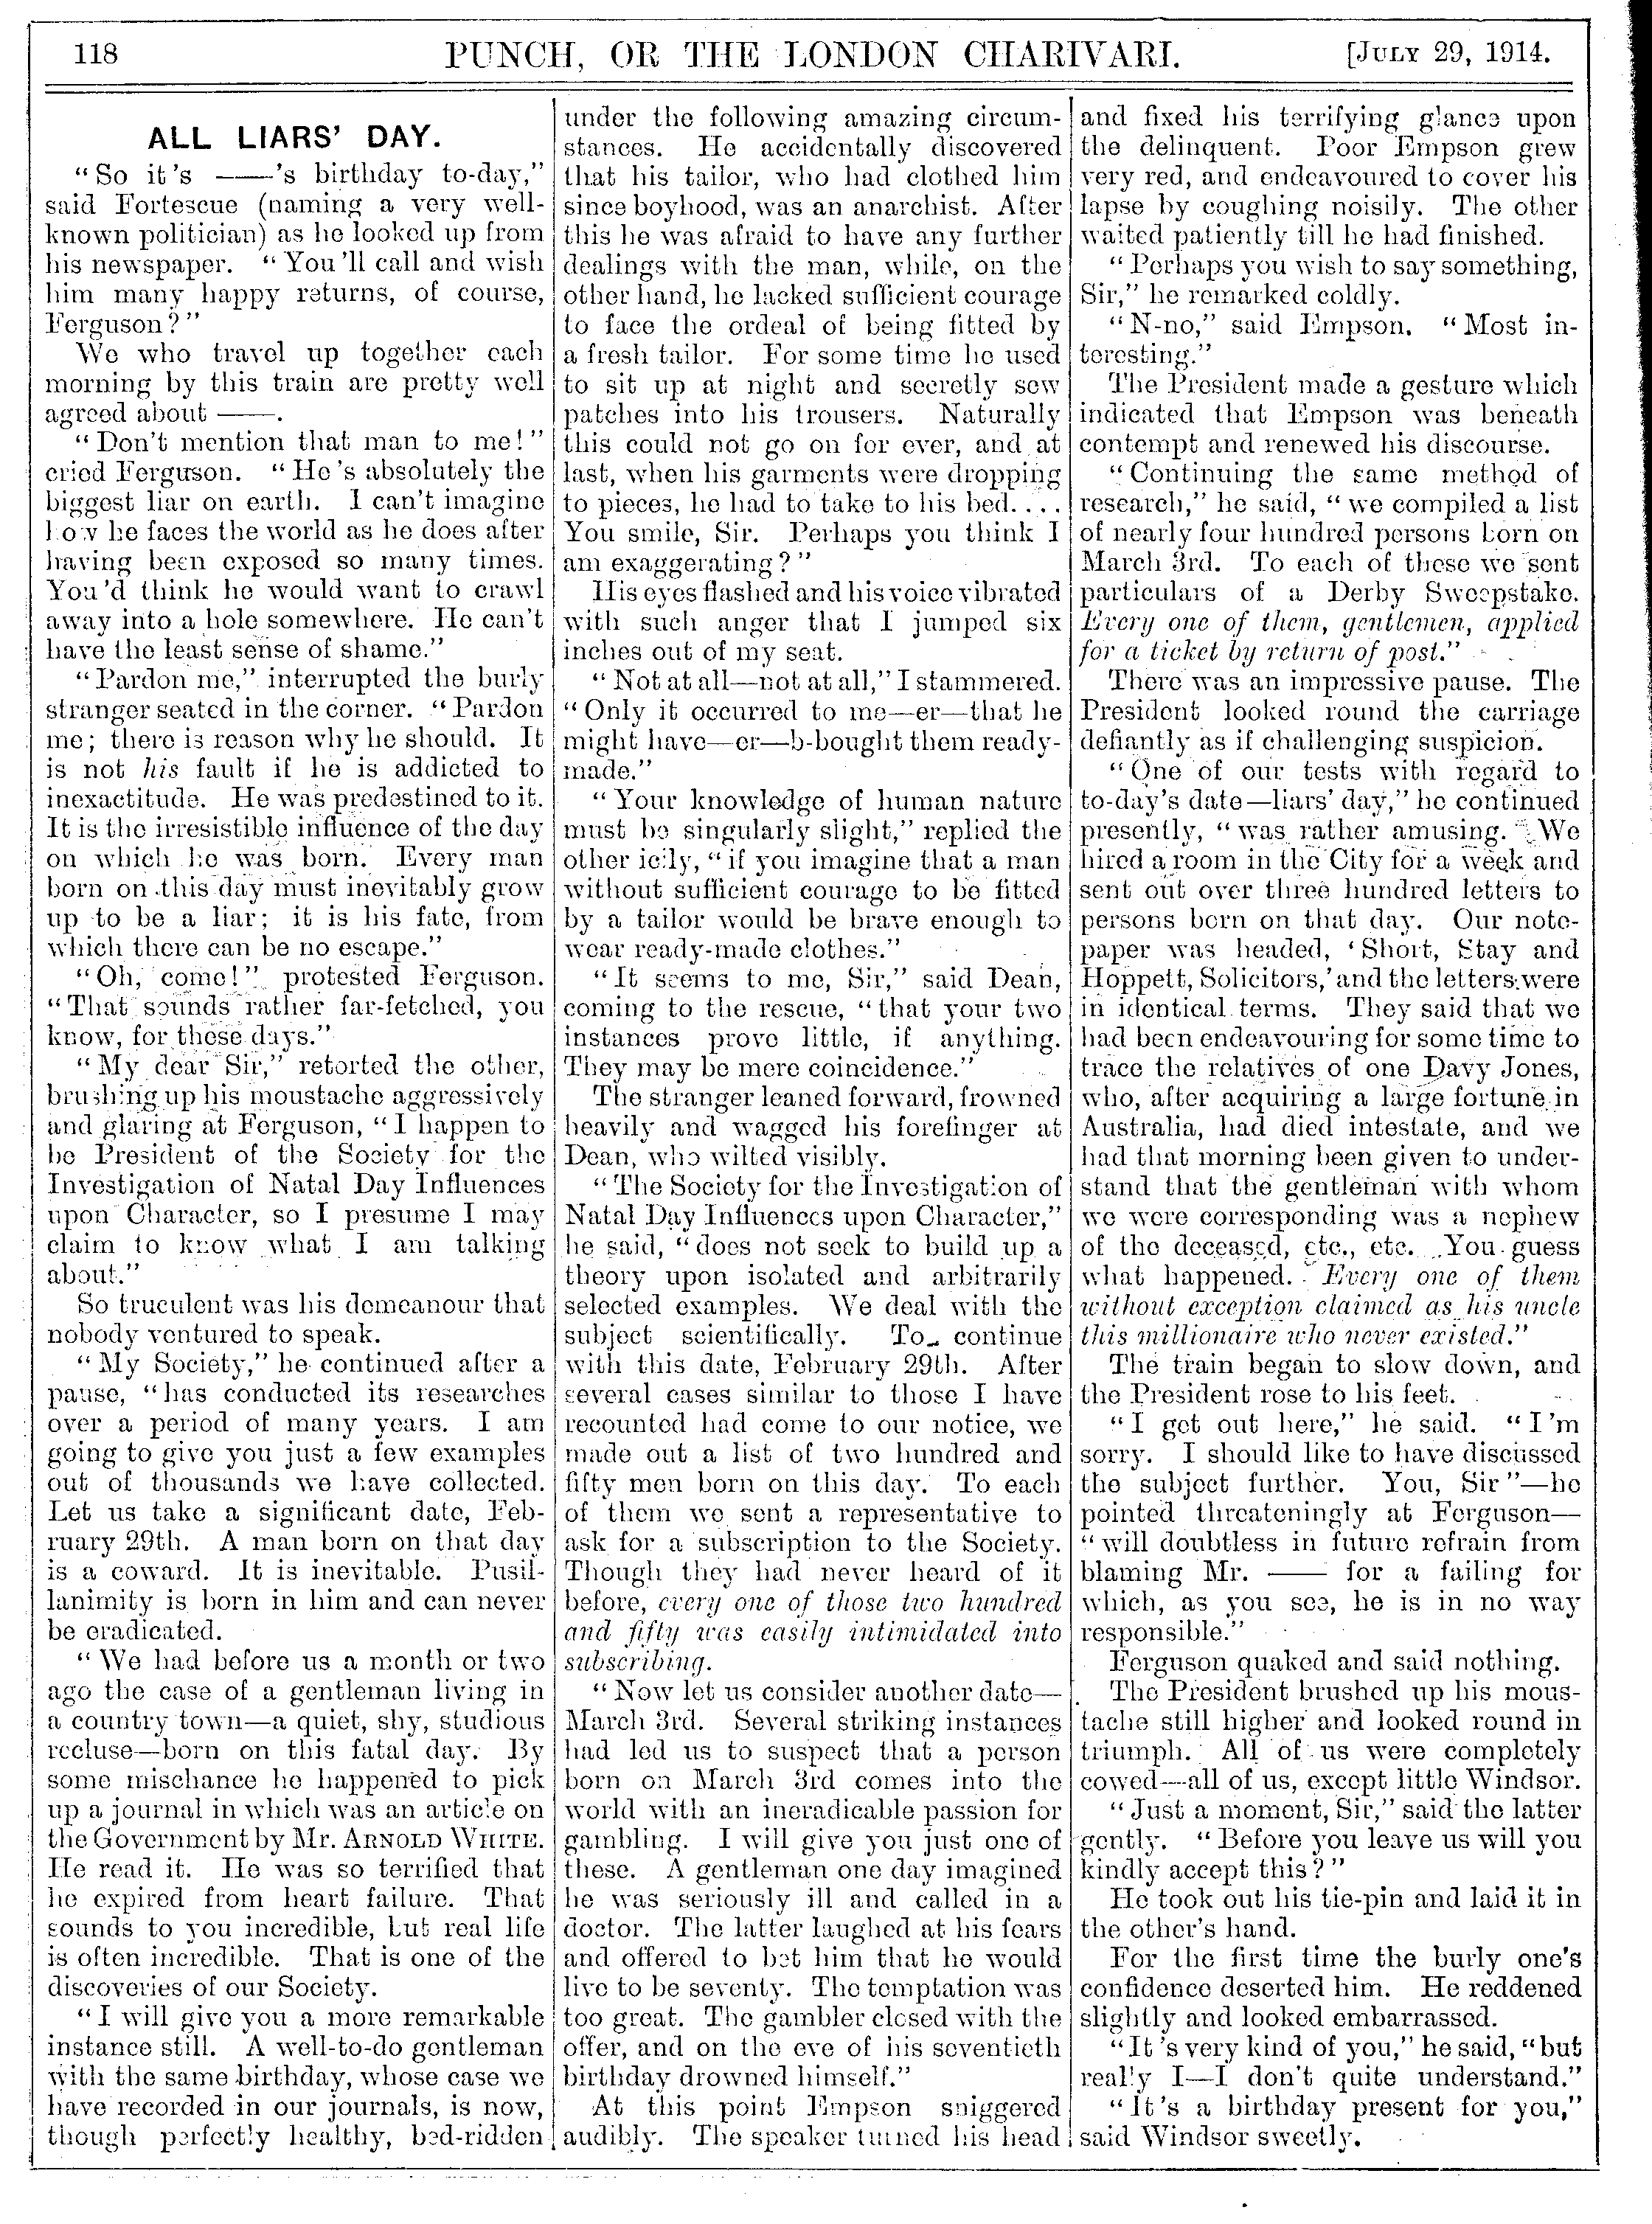 118
PUNCH, OR THE LONDON CHARIVARI.
[JULY 29, 1914.
ALL LIARS' DAY.
"So it's ——'s birthday to-day,"
said Fortescue (naming a very well-
known politician) as he looked up from
his newspaper. "You'll call and wish
him many happy returns, of course,
Ferguson?"
We who travel up together each
morning by this train are pretty well
agreed about ——.
"Don't mention that man to me!"
cried Ferguson. "He's absolutely the
biggest liar on earth. I can't imagine
how he faces the world as he does after
having been exposed so many times.
You'd think he would want to crawl
away into a hole somewhere. He can't
have the least sense of shame."
"Pardon me," interrupted the burly
stranger seated in the corner. "Pardon
me; there is reason why he should. It
is not his fault if he is addicted to
inexactitude. He was predestined to it.
It is the irresistible influence of the day
on which he was born. Every man
born on this day must inevitably grow
up to be a liar; it is his fate, from
which there can be no escape."
"Oh, come!" protested Ferguson.
"That sounds rather far-fetched, you
know, for these days."
"My dear Sir," retorted the other,
brushing up his moustache aggressively
and glaring at Ferguson, "I happen to
be President of the Society for the
Investigation of Natal Day Influences
upon Character, so I presume I may
claim to know what I am talking
about."
So truculent was his demeanour that
nobody ventured to speak.
"My Society," he continued after a
pause, "has conducted its researches
over a period of many years. I am
going to give you just a few examples
out of thousands we have collected.
Let us take a significant date, Feb-
ruary 29th. A man born on that day
is a coward. It is inevitable. Pusil-
lanimity is born in him and can never
be eradicated.
"We had before us a month or two
ago the case of a gentleman living in
a country town—a quiet, shy, studious
recluse—born on this fatal day. By
some mischance he happened to pick
up a journal in which was an article on
the Government by Mr. ARNOLD WHITE.
He read it. He was so terrified that
he expired from heart failure. That
sounds to you incredible, but real life
is often incredible. That is one of the
discoveries of our Society.
"I will give you a more remarkable
instance still. A well-to-do gentleman
with the same birthday, whose case we
have recorded in our journals, is now,
though perfectly healthy, bed-ridden
under the following amazing circum-
stances. He accidentally discovered
that his tailor, who had clothed him
since boyhood, was an anarchist. After
this he was afraid to have any further
dealings with the man, while, on the
other hand, he lacked sufficient courage
to face the ordeal of being fitted by
a fresh tailor. For some time he used
to sit up at night and secretly sew
patches into his trousers. Naturally
this could not go on for ever, and at
last, when his garments were dropping
to pieces, he had to take to his bed....
You smile, Sir. Perhaps you think I
am exaggerating?"
His eyes flashed and his voice vibrated
with such anger that I jumped six
inches out of my seat.
"Not at all—not at all," I stammered.
"Only it occurred to me—er—that he
might have—er—b-bought them ready-
made."
"Your knowledge of human nature
must be singularly slight," replied the
other icily, "if you imagine that a man
without sufficient courage to be fitted
by a tailor would be brave enough to
wear ready-made clothes."
"It seems to me, Sir," said Dean,
coming to the rescue, "that your two
instances prove little, if anything.
They may be mere coincidence."
The stranger leaned forward, frowned
heavily and wagged his forefinger at
Dean, who wilted visibly.
"The Society for the Investigation of
Natal Day Influences upon Character,"
he said, "does not seek to build up a
theory upon isolated and arbitrarily
selected examples. We deal with the
subject scientifically. To continue
with this date, February 29th. After
several cases similar to those I have
recounted had come to our notice, we
made out a list of two hundred and
fifty men born on this day. To each
of them we sent a representative to
ask for a subscription to the Society.
Though they had never heard of it
before, every one of those two hundred
and fifty was easily intimidated into
subscribing.
"Now let us consider another date—
March 3rd. Several striking instances
had led us to suspect that a person
born on March 3rd comes into the
world with an ineradicable passion for
gambling. I will give you just one of
these. A gentleman one day imagined
he was seriously ill and called in a
doctor. The latter laughed at his fears
and offered to bet him that he would
live to be seventy. The temptation was
too great. The gambler closed with the
offer, and on the eve of his seventieth
birthday drowned himself."
At this point Empson sniggered
audibly. The speaker turned his head
and fixed his terrifying glance upon
the delinquent. Poor Empson grew
very red, and endeavoured to cover his
lapse by coughing noisily. The other
waited patiently till he had finished.
"Perhaps you wish to say something,
Sir," he remarked coldly.
"N-no," said Empson. "Most in-
teresting."
The President made a gesture which
indicated that Empson was beneath
contempt and renewed his discourse.
"Continuing the same method of
research," he said, "we compiled a list
of nearly four hundred persons born on
March 3rd. To each of these we sent
particulars of a Derby Sweepstake.
Every one of them, gentlemen, applied
for a ticket by return of post."
There was an impressive pause. The
President looked round the carriage
defiantly as if challenging suspicion.
"One of our tests with regard to
to-day's date—liars' day," he continued
presently, "was rather amusing. We
hired a room in the City for a week and
sent out over three hundred letters to
persons born on that day. Our note-
paper was headed, 'Short, Stay and
Hoppett, Solicitors,' and the letters were
in identical terms. They said that we
had been endeavouring for some time to
trace the relatives of one Davy Jones,
who, after acquiring a large fortune in
Australia, had died intestate, and we
had that morning been given to under-
stand that the gentleman with whom
we were corresponding was a nephew
of the deceased, etc., etc. You guess
what happened. Every one of them
without exception claimed as his uncle
this millionaire who never existed."
The train began to slow down, and
the President rose to his feet.
"I get out here," he said. "I'm
sorry. I should like to have discussed
the subject further. You, Sir"—he
pointed threateningly at Ferguson—
"will doubtless in future refrain from
blaming Mr. —— for a failing for
which, as you see, he is in no way
responsible."
Ferguson quaked and said nothing.
The President brushed up his mous-
tache still higher and looked round in
triumph. All of us were completely
cowed—all of us, except little Windsor.
"Just a moment, Sir," said the latter
gently. "Before you leave us will you
kindly accept this?"
He took out his tie-pin and laid it in
the other's hand.
For the first time the burly one's
confidence deserted him. He reddened
slightly and looked embarrassed.
"It's very kind of you," he said, "but
really I—I don't quite understand."
"It's a birthday present for you,"
said Windsor sweetly.